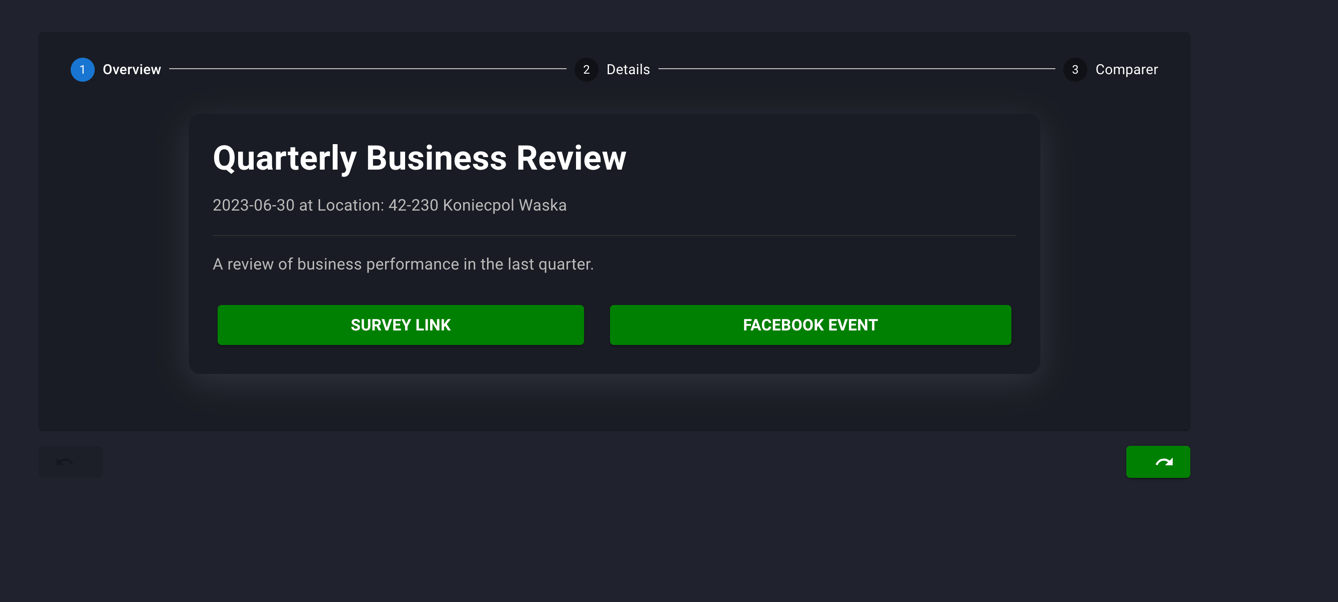 1 Overview 2 Details 3 Comparer
Quarterly Business Review
2023-06-30 at Location: 42-230 Koniecpol Waska
A review of business performance in the last quarter.
SURVEY LINK FACEBOOK EVENT